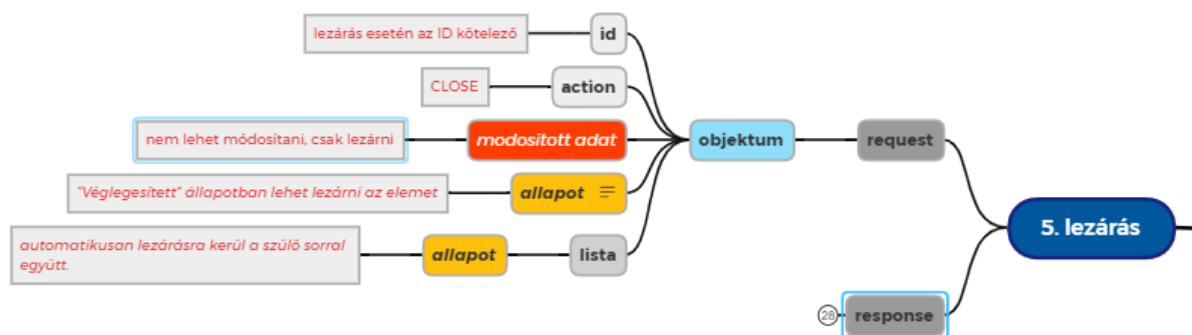 lezárás esetén az ID kötelező
id
CLOSE
action
nem lehet módosítani, csak lezárni
modositott adat
objektum
request
"Véglegesített" állapotban lehet lezárni az elemet
allapot
5. lezárás
automatikusan lezárásra kerül a szülő sorral
együtt.
allapot
lista
28
response